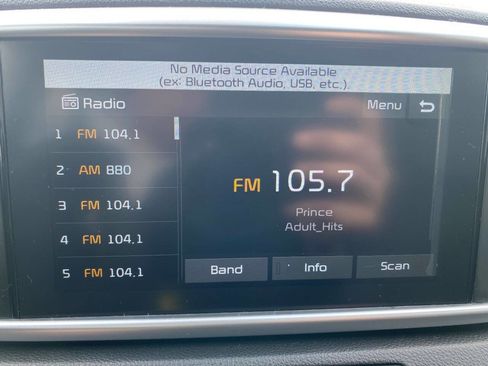 No Media Source Available
(ex: Bluetooth Audio, USB, etc.).
Radio
Menu
1 FM 104.1
2 AM 880
3 FM 104.1
4 FM 104.1
5 FM 104.1
FM 105.7
Prince
Adult_Hits
Band
Info
Scan